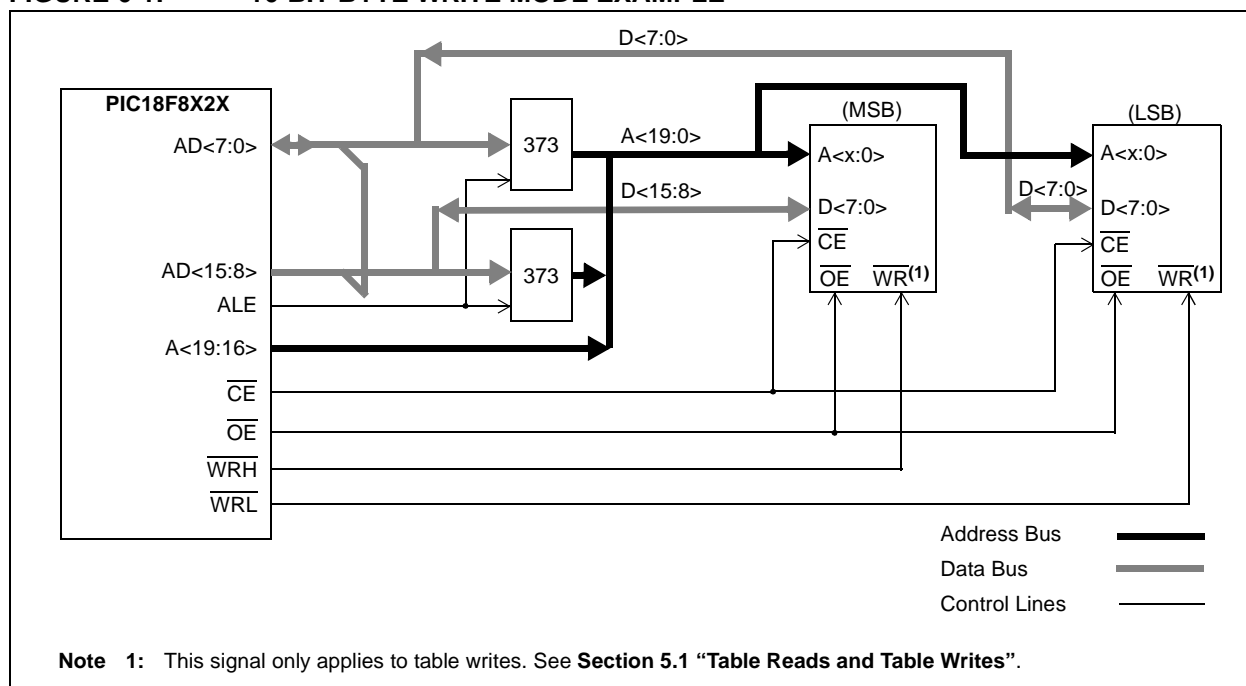 PIC18F8X2X
AD<7:0>
AD<15:8>
ALE
A<19:16>
CE
OE
WRH
WRL
D<7:0>
373
373
A<19:0>
D<15:8>
(MSB)
A<x:0>
D<7:0>
CE
OE WR(1)
(LSB)
A<x:0>
D<7:0>
D<7:0>
CE
OE WR(1)
Address Bus
Data Bus
Control Lines
Note 1: This signal only applies to table writes. See Section 5.1 “Table Reads and Table Writes”.